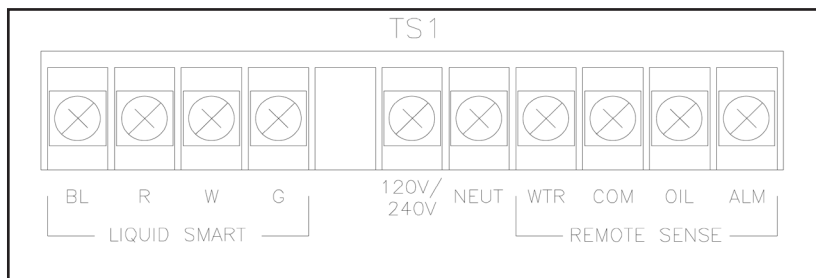 TS1
BL R W G 120V/ NEUT WTR COM OIL ALM
240V
LIQUID SMART REMOTE SENSE